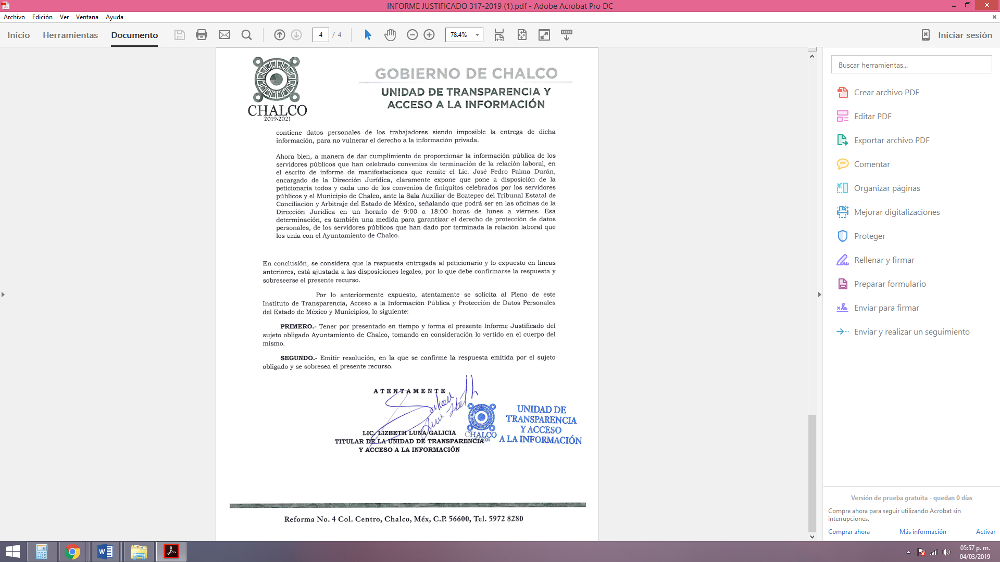 INFORME JUSTIFICADO 317-2019 (1).pdf - Adobe Acrobat Pro DC
Archivo Edición Ver Ventana Ayuda
Inicio Herramientas Documento 4 / 4 78.4% Iniciar sesión
CHALCO
2019-2021
GOBIERNO DE CHALCO
UNIDAD DE TRANSPARENCIA Y
ACCESO A LA INFORMACIÓN
contiene datos personales de los trabajadores siendo imposible la entrega de dicha
información, para no vulnerar el derecho a la información privada.
Ahora bien, a manera de dar cumplimiento de proporcionar la información pública de los
servidores públicos que han celebrado convenios de terminación de la relación laboral, en
el escrito de informe de manifestaciones que remite el Lic. José Pedro Palma Durán,
encargado de la Dirección Jurídica, claramente expone que pone a disposición de la
peticionaria todos y cada uno de los convenios de finiquitos celebrados por los servidores
públicos y el Municipio de Chalco, ante la Sala Auxiliar de Ecatepec del Tribunal Estatal de
Conciliación y Arbitraje del Estado de México, señalando que podrá ser en las oficinas de la
Dirección Jurídica en un horario de 9:00 a 18:00 horas de lunes a viernes. Esa
determinación, es también una medida para garantizar el derecho de protección de datos
personales, de los servidores públicos que han dado por terminada la relación laboral que
los unía con el Ayuntamiento de Chalco.
En conclusión, se considera que la respuesta entregada al peticionario y lo expuesto en líneas
anteriores, está ajustada a las disposiciones legales, por lo que debe confirmarse la respuesta y
sobreseerse el presente recurso.
Por lo anteriormente expuesto, atentamente se solicita al Pleno de este
Instituto de Transparencia, Acceso a la Información Pública y Protección de Datos Personales
del Estado de México y Municipios, lo siguiente:
PRIMERO.- Tener por presentado en tiempo y forma el presente Informe Justificado del
sujeto obligado Ayuntamiento de Chalco, tomando en consideración lo vertido en el cuerpo del
mismo.
SEGUNDO.- Emitir resolución, en la que se confirme la respuesta emitida por el sujeto
obligado y se sobresea el presente recurso.
ATENTAMENTE
LIC. LIZBETH LUNA GALICIA
TITULAR DE LA UNIDAD DE TRANSPARENCIA
Y ACCESO A LA INFORMACIÓN
CHALCO
UNIDAD DE
TRANSPARENCIA
Y ACCESO
A LA INFORMACIÓN
Reforma No. 4 Col. Centro, Chalco, Méx, C.P. 56600, Tel. 5972 8280
Buscar herramientas...
Crear archivo PDF
Editar PDF
Exportar archivo PDF
Comentar
Organizar páginas
Mejorar digitalizaciones
Proteger
Rellenar y firmar
Preparar formulario
Enviar para firmar
Enviar y realizar un seguimiento
Versión de prueba gratuita - quedan 0 días
Compre ahora para seguir utilizando Acrobat sin
interrupciones.
Comprar ahora Más información Activar
05:57 p. m.
04/03/2019